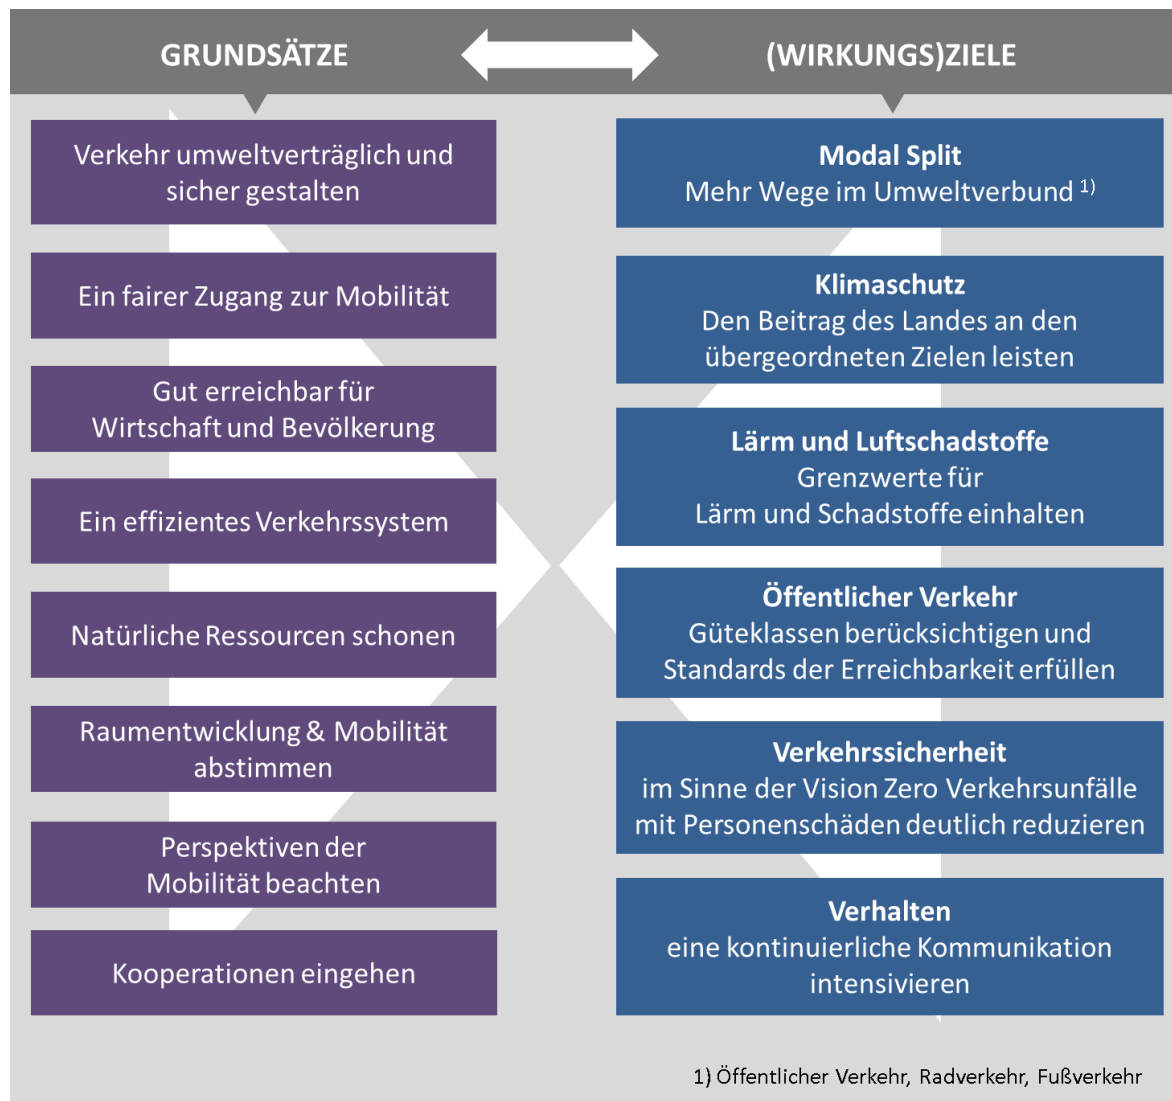 GRUNDSÄTZE
Verkehr umweltverträglich und
sicher gestalten
Ein fairer Zugang zur Mobilität
Gut erreichbar für
Wirtschaft und Bevölkerung
Ein effizientes Verkehrssystem
Natürliche Ressourcen schonen
Raumentwicklung & Mobilität
abstimmen
Perspektiven der
Mobilität beachten
Kooperationen eingehen
(WIRKUNGS)ZIELE
Modal Split
Mehr Wege im Umweltverbund 1)
Klimaschutz
Den Beitrag des Landes an den
übergeordneten Zielen leisten
Lärm und Luftschadstoffe
Grenzwerte für
Lärm und Schadstoffe einhalten
Öffentlicher Verkehr
Güteklassen berücksichtigen und
Standards der Erreichbarkeit erfüllen
Verkehrssicherheit
im Sinne der Vision Zero Verkehrsunfälle
mit Personenschäden deutlich reduzieren
Verhalten
eine kontinuierliche Kommunikation
intensivieren
1) Öffentlicher Verkehr, Radverkehr, Fußverkehr